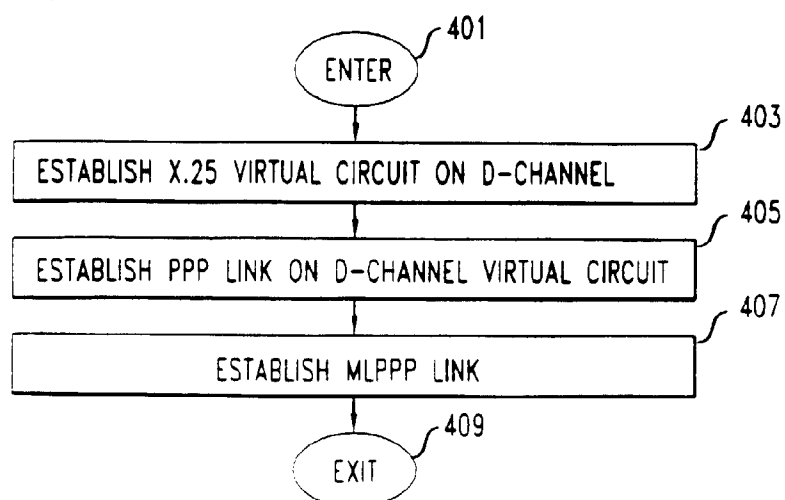 401
ENTER
403
ESTABLISH X.25 VIRTUAL CIRCUIT ON D-CHANNEL
405
ESTABLISH PPP LINK ON D-CHANNEL VIRTUAL CIRCUIT
407
ESTABLISH MLPPP LINK
409
EXIT